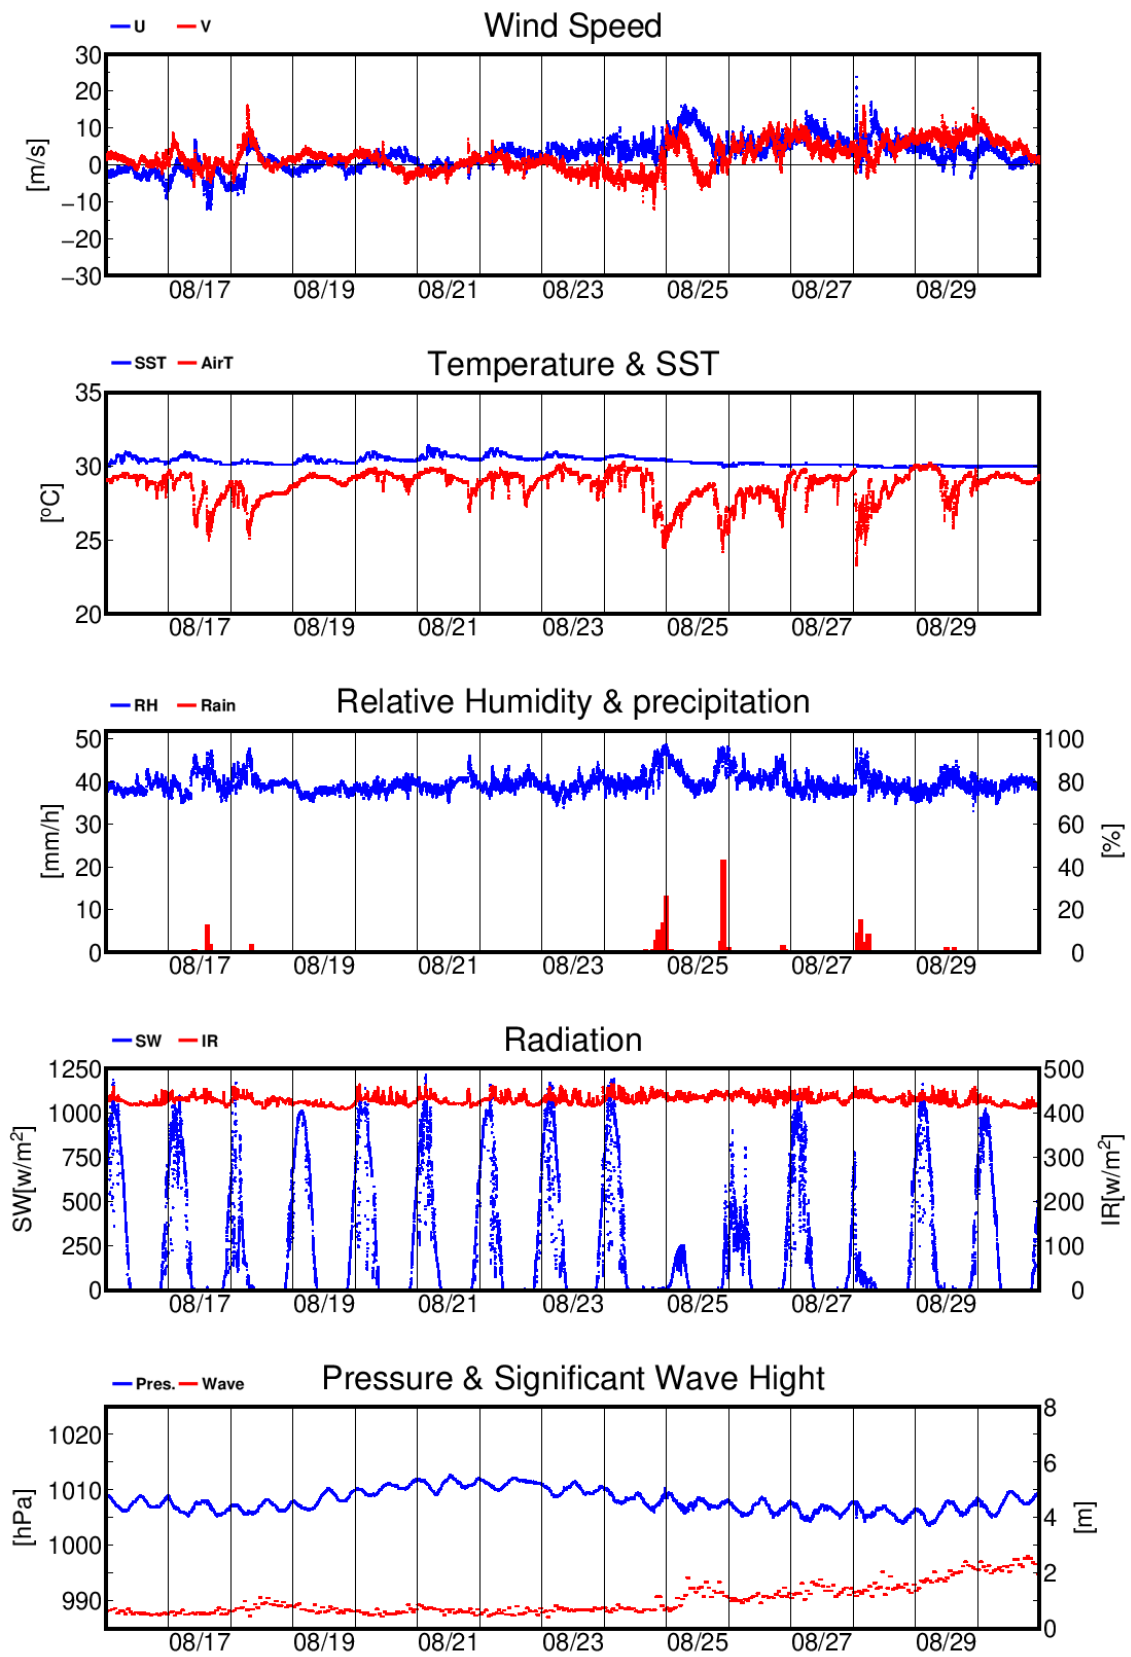 U V Wind Speed
30
20
10
0
−10
−20
−30
[m/s]
08/17 08/19 08/21 08/23 08/25 08/27 08/29
SST AirT Temperature & SST
35
30
25
20
[ºC]
08/17 08/19 08/21 08/23 08/25 08/27 08/29
RH Rain Relative Humidity & precipitation
50 100
40 80
30 60
20 40
10 20
0 0
[mm/h] [%]
08/17 08/19 08/21 08/23 08/25 08/27 08/29
SW IR Radiation
1250 500
1000 400
750 300
500 200
250 100
0 0
SW[w/m²] IR[w/m²]
08/17 08/19 08/21 08/23 08/25 08/27 08/29
Pres. Wave Pressure & Significant Wave Hight
8
1020
6
1010
4
1000
2
990
0
[hPa] [m]
08/17 08/19 08/21 08/23 08/25 08/27 08/29